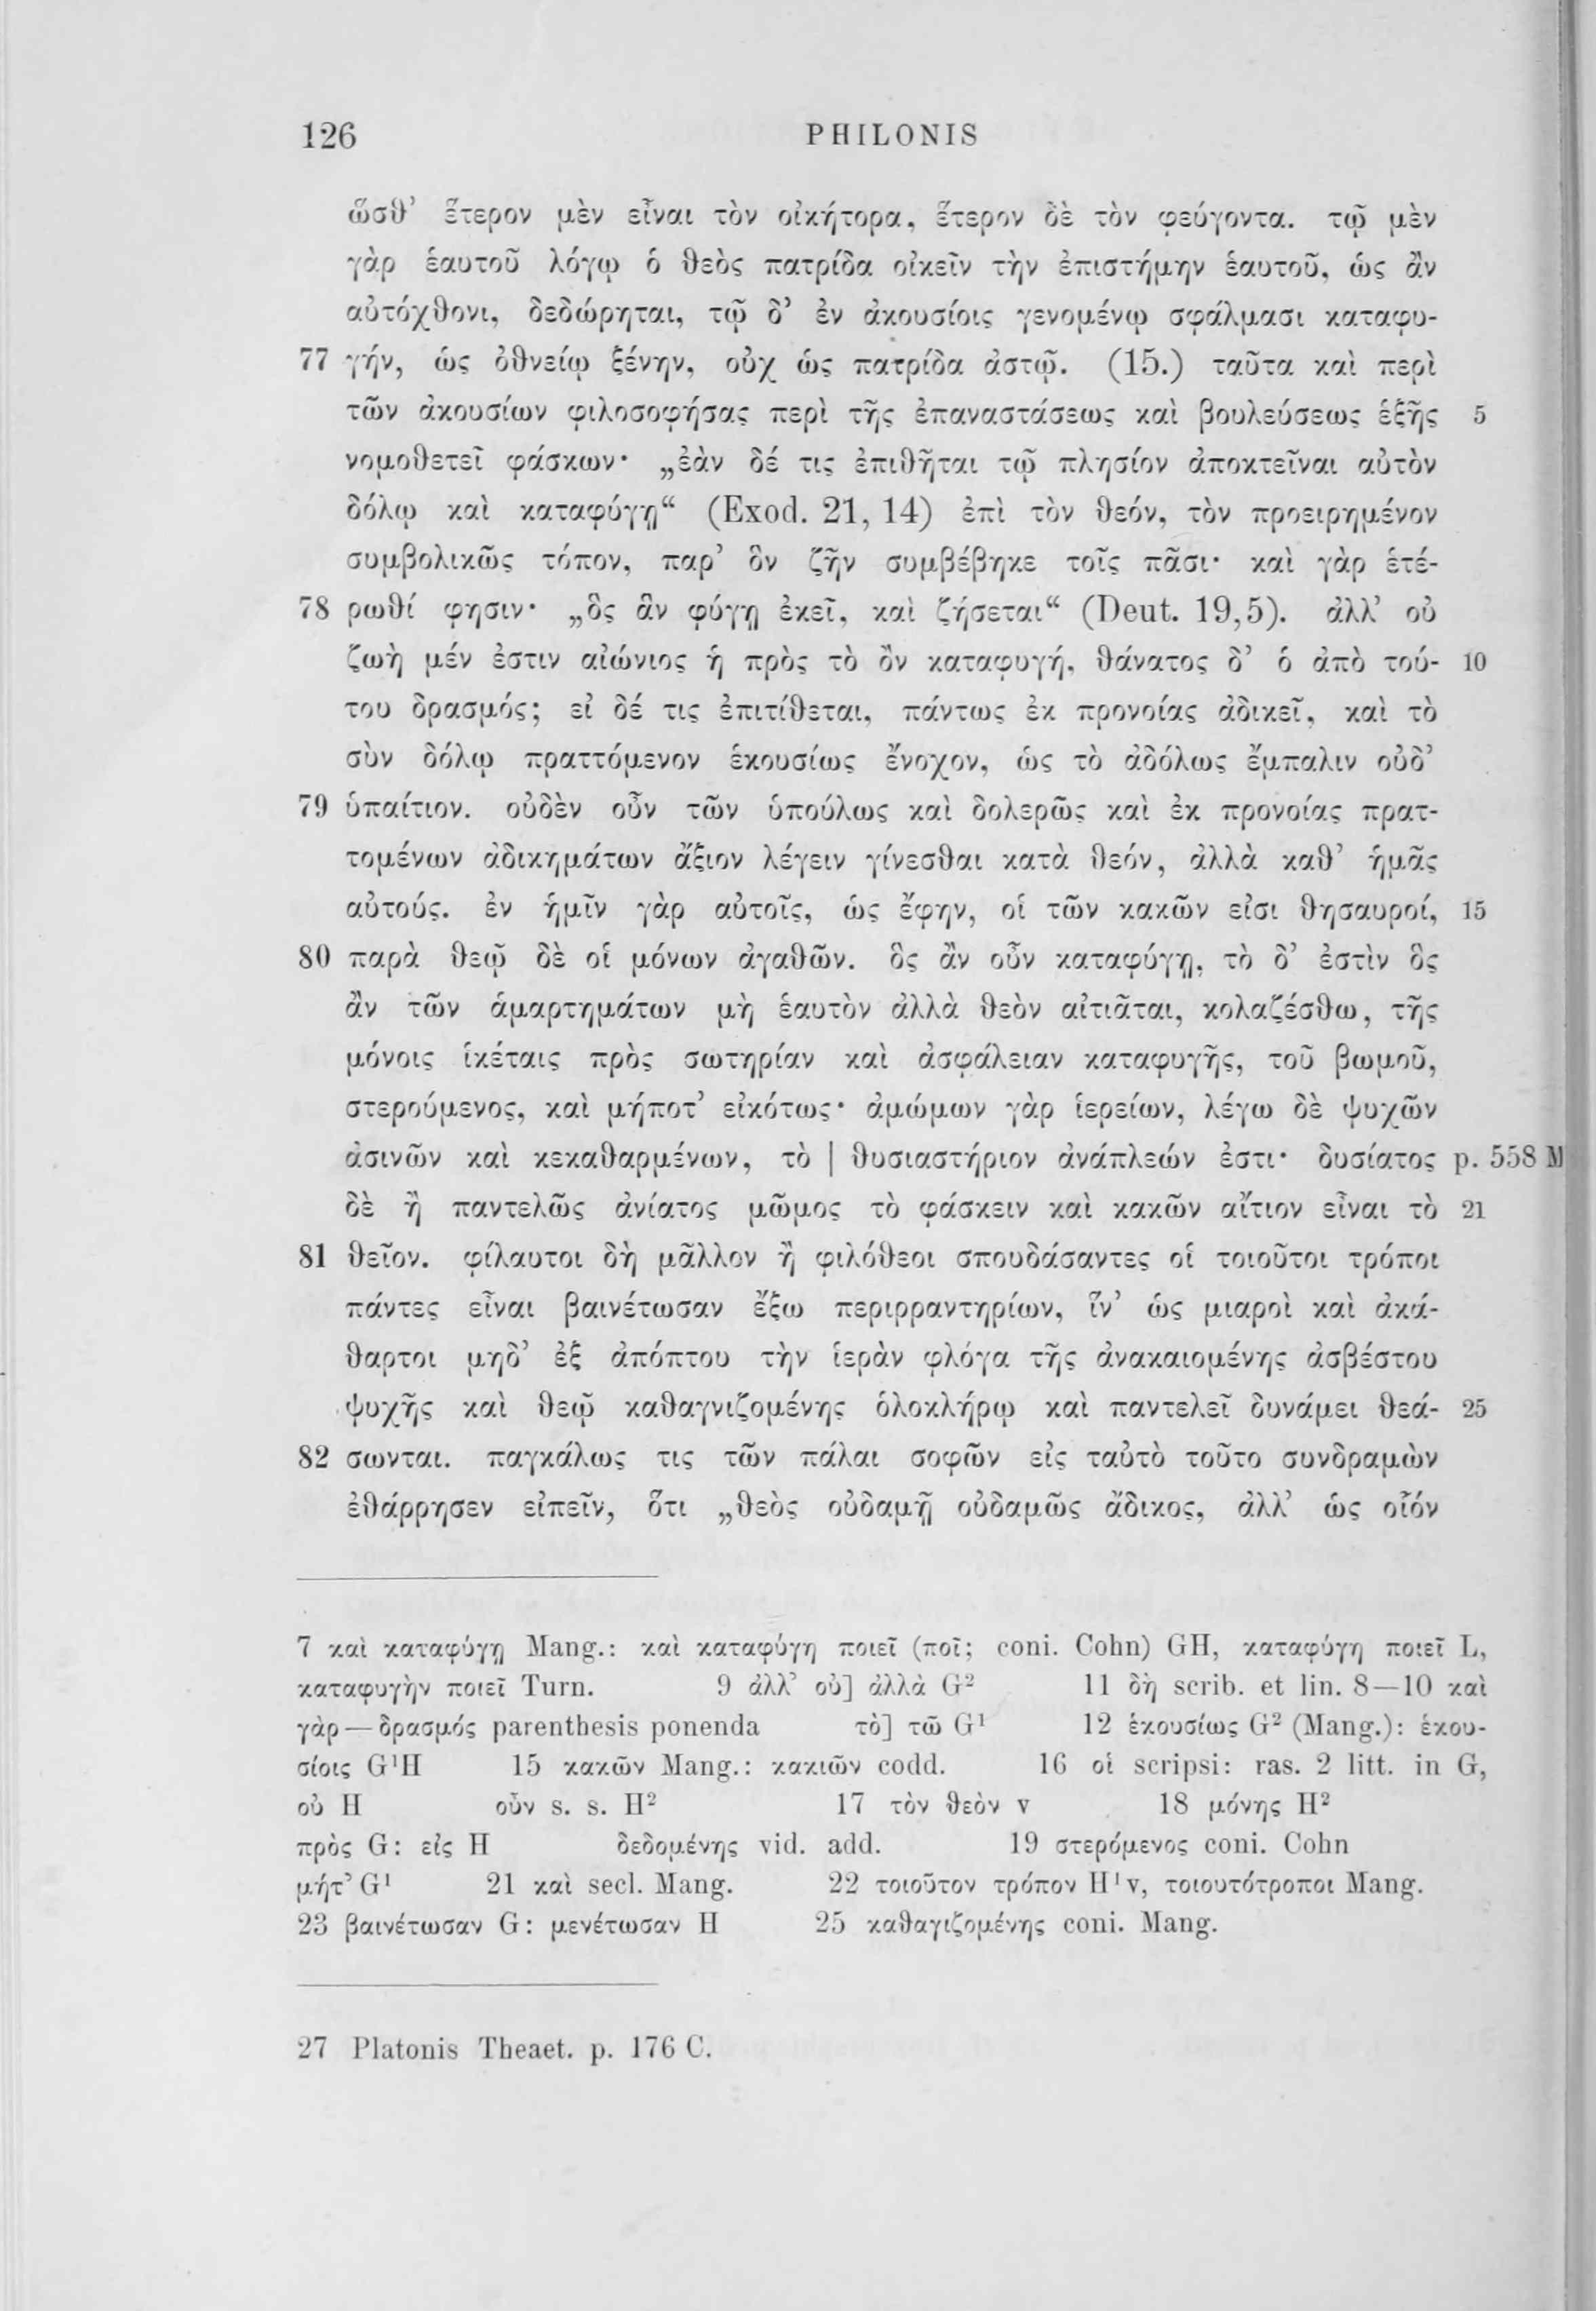 126 PHILONIS
ὥσθ’ ἕτερον μὲν εἶναι τὸν οἰκήτορα, ἕτερον δὲ τὸν φεύγοντα. τῷ μὲν
γὰρ ἑαυτοῦ λόγῳ ὁ θεὸς πατρίδα οἰκεῖν τὴν ἐπιστήμην ἑαυτοῦ, ὡς ἂν
αὐτόχθονι, δεδώρηται, τῷ δ’ ἐν ἀκουσίοις γενομένῳ σφάλμασι καταφυ-
77 γήν, ὡς ὀθνείῳ ξένην, οὐχ ὡς πατρίδα ἀστῷ. (15.) ταῦτα καὶ περὶ
τῶν ἀκουσίων φιλοσοφήσας περὶ τῆς ἐπαναστάσεως καὶ βουλεύσεως ἑξῆς 5
νομοθετεῖ φάσκων· „ἐὰν δέ τις ἐπιθῆται τῷ πλησίον ἀποκτεῖναι αὐτὸν
δόλῳ καὶ καταφύγῃ“ (Exod. 21, 14) ἐπὶ τὸν θεόν, τὸν προειρημένον
συμβολικῶς τόπον, παρ’ ὃν ζῆν συμβέβηκε τοῖς πᾶσι· καὶ γὰρ ἑτέ-
78 ρωθί φησιν· „ὃς ἂν φύγῃ ἐκεῖ, καὶ ζήσεται“ (Deut. 19,5). ἀλλ’ οὐ
ζωὴ μέν ἐστιν αἰώνιος ἡ πρὸς τὸ ὂν καταφυγή, θάνατος δ’ ὁ ἀπὸ τού- 10
του δρασμός; εἰ δέ τις ἐπιτίθεται, πάντως ἐκ προνοίας ἀδικεῖ, καὶ τὸ
σὺν δόλῳ πραττόμενον ἑκουσίως ἔνοχον, ὡς τὸ ἀδόλως ἔμπαλιν οὐδ’
79 ὑπαίτιον. οὐδὲν οὖν τῶν ὑπούλως καὶ δολερῶς καὶ ἐκ προνοίας πρατ-
τομένων ἀδικημάτων ἄξιον λέγειν γίνεσθαι κατὰ θεόν, ἀλλὰ καθ’ ἡμᾶς
αὐτούς. ἐν ἡμῖν γὰρ αὐτοῖς, ὡς ἔφην, οἱ τῶν κακῶν εἰσι θησαυροί, 15
80 παρὰ θεῷ δὲ οἱ μόνων ἀγαθῶν. ὃς ἂν οὖν καταφύγῃ, τὸ δ’ ἐστὶν ὃς
ἂν τῶν ἁμαρτημάτων μὴ ἑαυτὸν ἀλλὰ θεὸν αἰτιᾶται, κολαζέσθω, τῆς
μόνοις ἱκέταις πρὸς σωτηρίαν καὶ ἀσφάλειαν καταφυγῆς, τοῦ βωμοῦ,
στερούμενος, καὶ μήποτ’ εἰκότως· ἀμώμων γὰρ ἱερείων, λέγω δὲ ψυχῶν
ἀσινῶν καὶ κεκαθαρμένων, τὸ | θυσιαστήριον ἀνάπλεών ἐστι· δυσίατος p. 558 M
δὲ ἢ παντελῶς ἀνίατος μῶμος τὸ φάσκειν καὶ κακῶν αἴτιον εἶναι τὸ 21
81 θεῖον. φίλαυτοι δὴ μᾶλλον ἢ φιλόθεοι σπουδάσαντες οἱ τοιοῦτοι τρόποι
πάντες εἶναι βαινέτωσαν ἔξω περιρραντηρίων, ἵν’ ὡς μιαροὶ καὶ ἀκά-
θαρτοι μηδ’ ἐξ ἀπόπτου τὴν ἱερὰν φλόγα τῆς ἀνακαιομένης ἀσβέστου
ψυχῆς καὶ θεῷ καθαγνιζομένης ὁλοκλήρῳ καὶ παντελεῖ δυνάμει θεά- 25
82 σωνται. παγκάλως τις τῶν πάλαι σοφῶν εἰς ταὐτὸ τοῦτο συνδραμὼν
ἐθάρρησεν εἰπεῖν, ὅτι „θεὸς οὐδαμῇ οὐδαμῶς ἄδικος, ἀλλ’ ὡς οἷόν
7 καὶ καταφύγῃ Mang.: καὶ καταφύγη ποιεῖ (ποῖ; coni. Cohn) GH, καταφύγη ποιεῖ L,
καταφυγὴν ποιεῖ Turn. 9 ἀλλ’ οὐ] ἀλλὰ G² 11 δὴ scrib. et lin. 8—10 καὶ
γὰρ — δρασμός parenthesis ponenda τὸ] τῶ G¹ 12 ἑκουσίως G² (Mang.): ἑκου-
σίοις G¹H 15 κακῶν Mang.: κακιῶν codd. 16 οἱ scripsi: ras. 2 litt. in G,
οὐ H οὖν s. s. H² 17 τὸν θεὸν v 18 μόνης H²
πρὸς G: εἰς H δεδομένης vid. add. 19 στερόμενος coni. Cohn
μήτ’ G¹ 21 καὶ secl. Mang. 22 τοιοῦτον τρόπον H¹v, τοιουτότροποι Mang.
23 βαινέτωσαν G: μενέτωσαν H 25 καθαγιζομένης coni. Mang.
27 Platonis Theaet. p. 176 C.